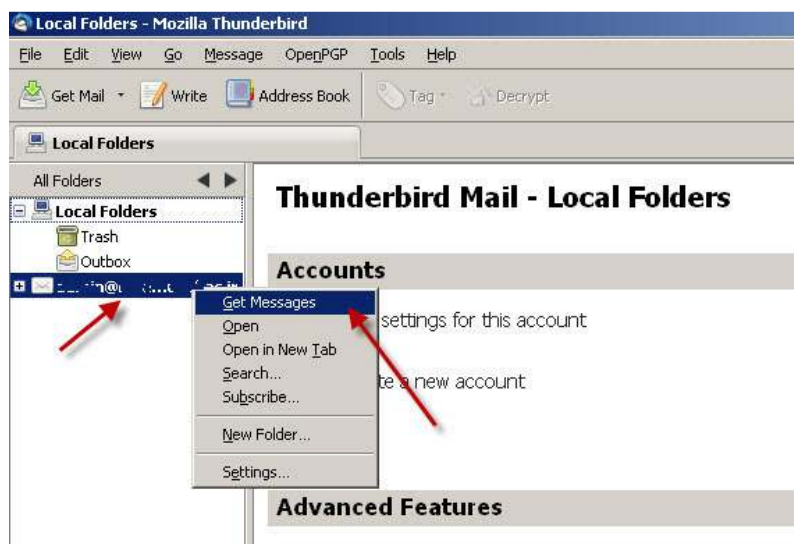 Local Folders - Mozilla Thunderbird
File Edit View Go Message OpenPGP Tools Help
Get Mail Write Address Book Tag Decrypt
Local Folders
All Folders
Local Folders
Trash
Outbox
Thunderbird Mail - Local Folders
Accounts
settings for this account
a new account
Get Messages
Open
Open in New Tab
Search...
Subscribe...
New Folder...
Settings...
Advanced Features